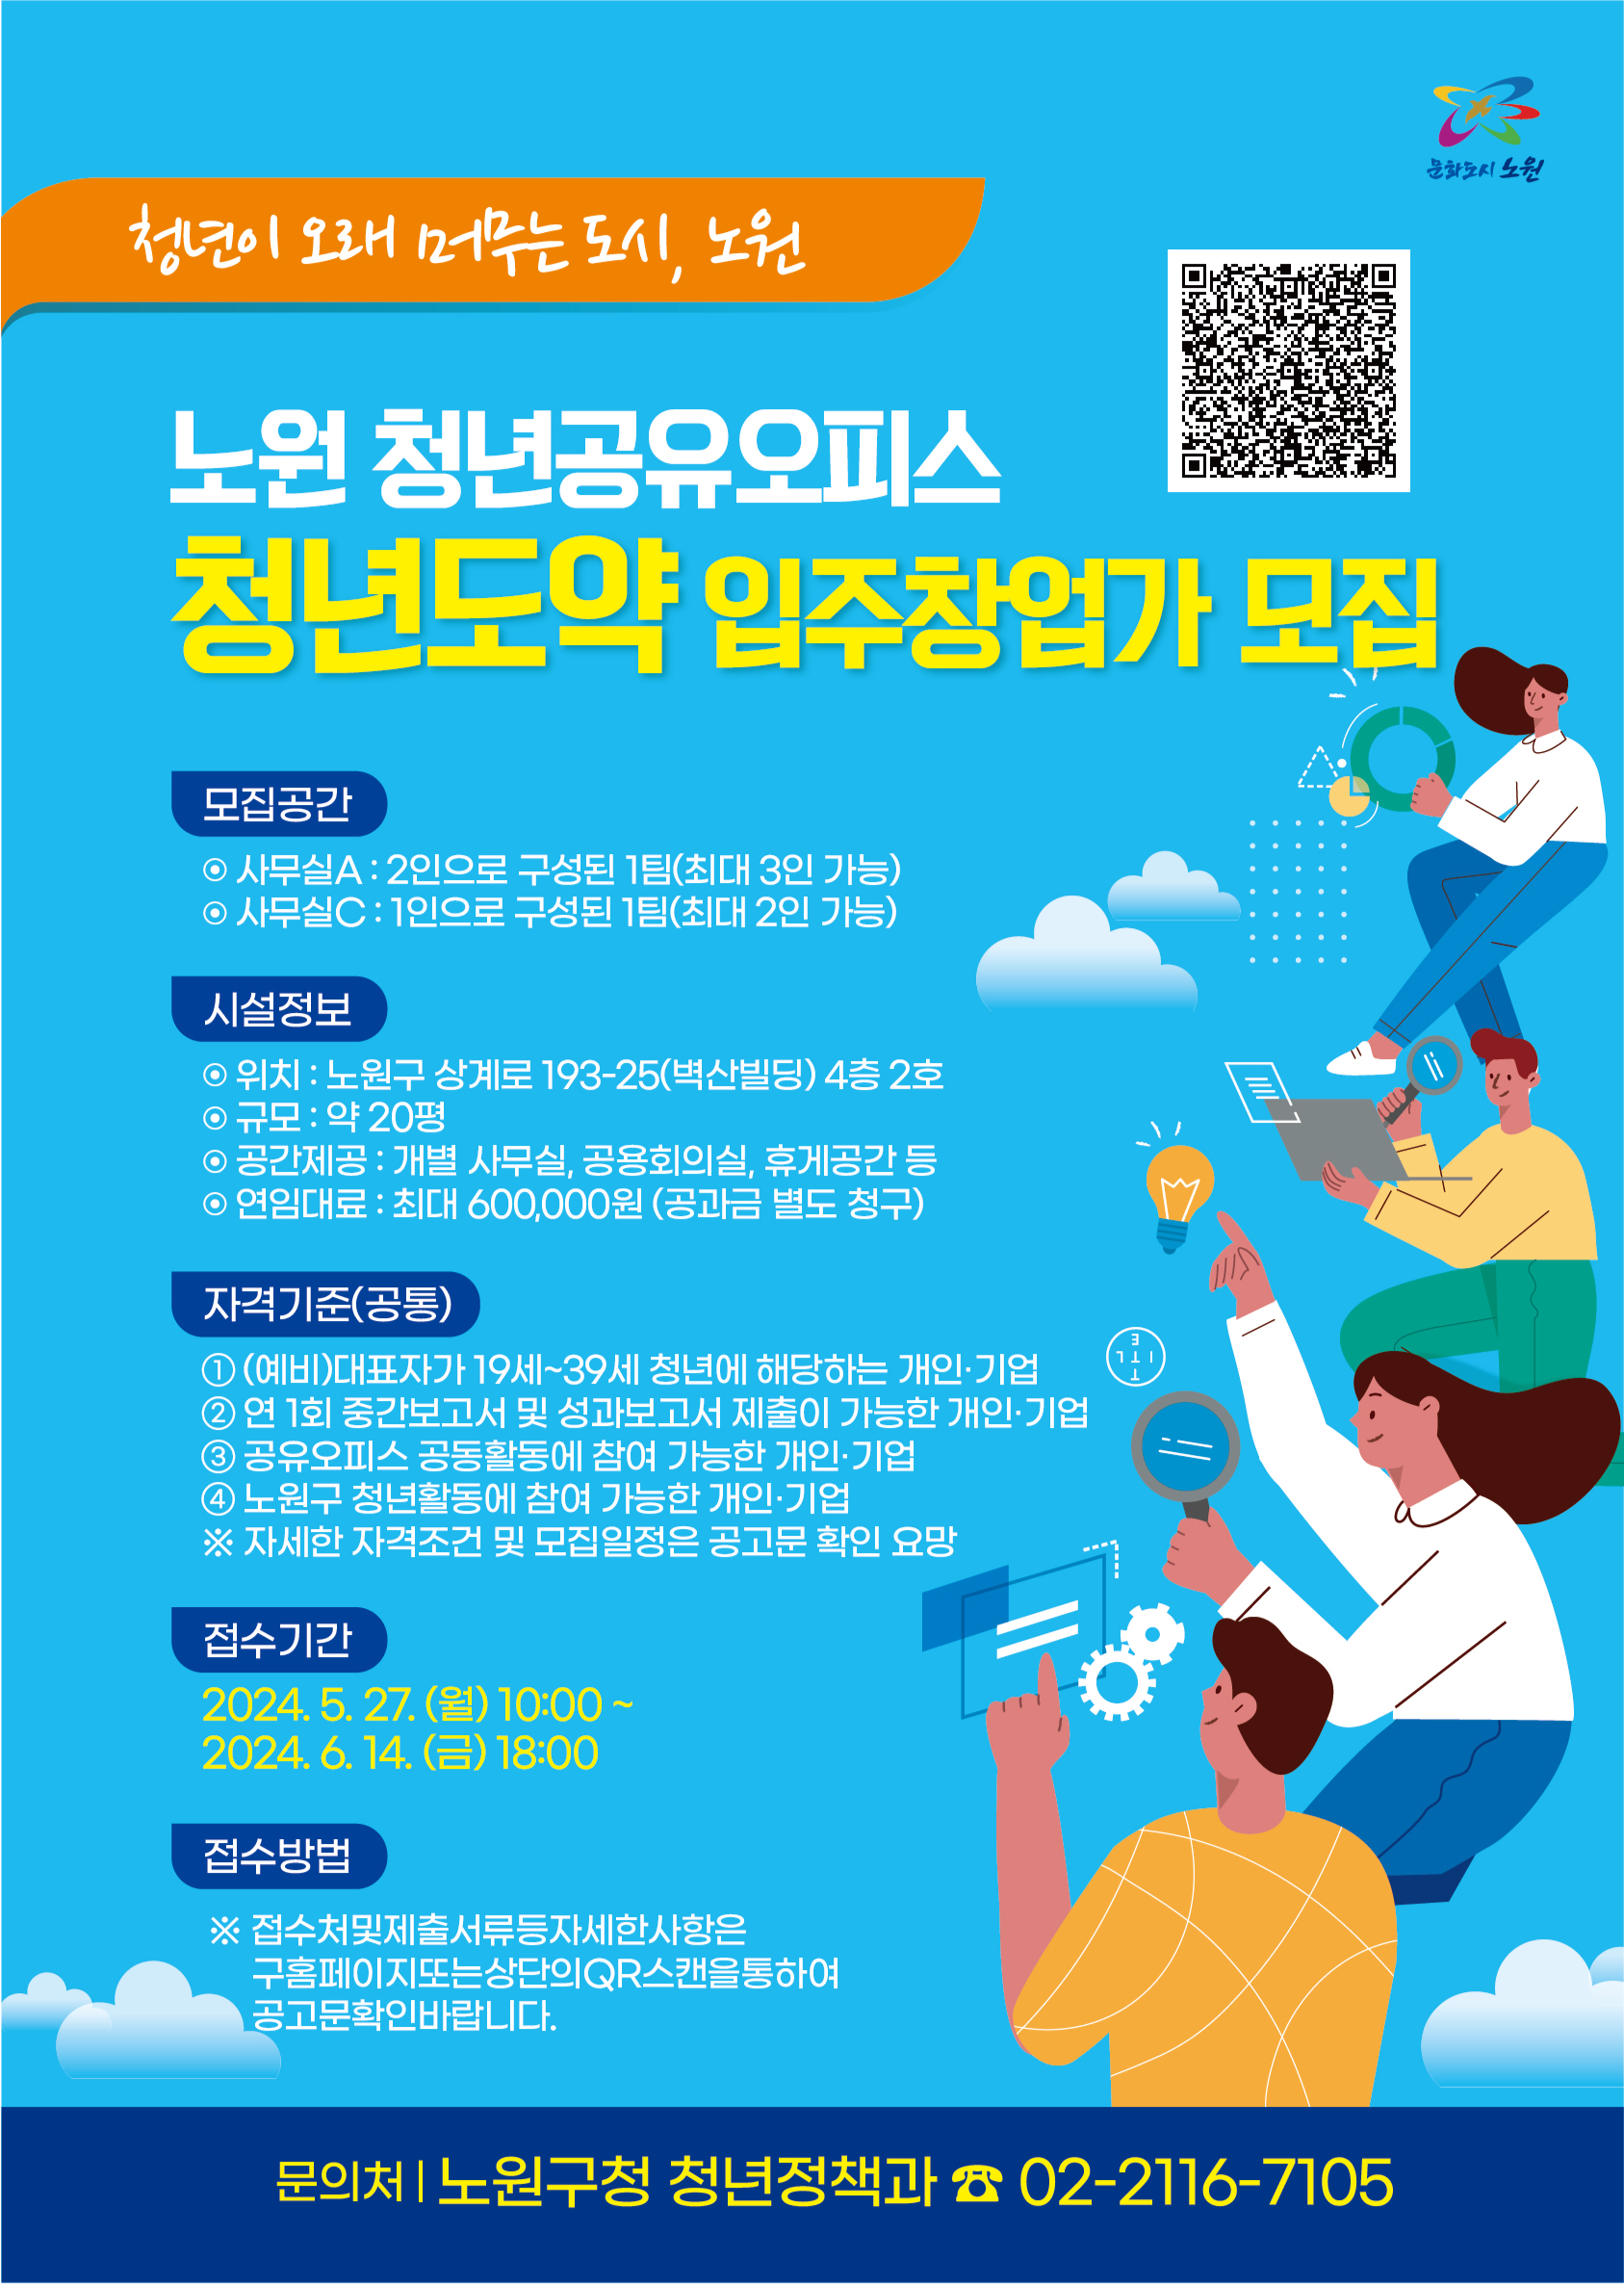 문화도시 노원
청년이 오래 머무는 도시, 노원
노원 청년공유오피스
청년도약 입주창업가 모집
모집공간
⊙ 사무실A : 2인으로 구성된 1팀(최대 3인 가능)
⊙ 사무실C : 1인으로 구성된 1팀(최대 2인 가능)
시설정보
⊙ 위치 : 노원구 상계로 193-25(벽산빌딩) 4층 2호
⊙ 규모 : 약 20평
⊙ 공간제공 : 개별 사무실, 공용회의실, 휴게공간 등
⊙ 연임대료 : 최대 600,000원 (공과금 별도 청구)
자격기준(공통)
① (예비)대표자가 19세~39세 청년에 해당하는 개인·기업
② 연 1회 중간보고서 및 성과보고서 제출이 가능한 개인·기업
③ 공유오피스 공동활동에 참여 가능한 개인·기업
④ 노원구 청년활동에 참여 가능한 개인·기업
※ 자세한 자격조건 및 모집일정은 공고문 확인 요망
접수기간
2024. 5. 27. (월) 10:00 ~
2024. 6. 14. (금) 18:00
접수방법
※ 접수처및제출서류등자세한사항은
구홈페이지또는상단의QR스캔을통하여
공고문확인바랍니다.
문의처 | 노원구청 청년정책과 ☎ 02-2116-7105